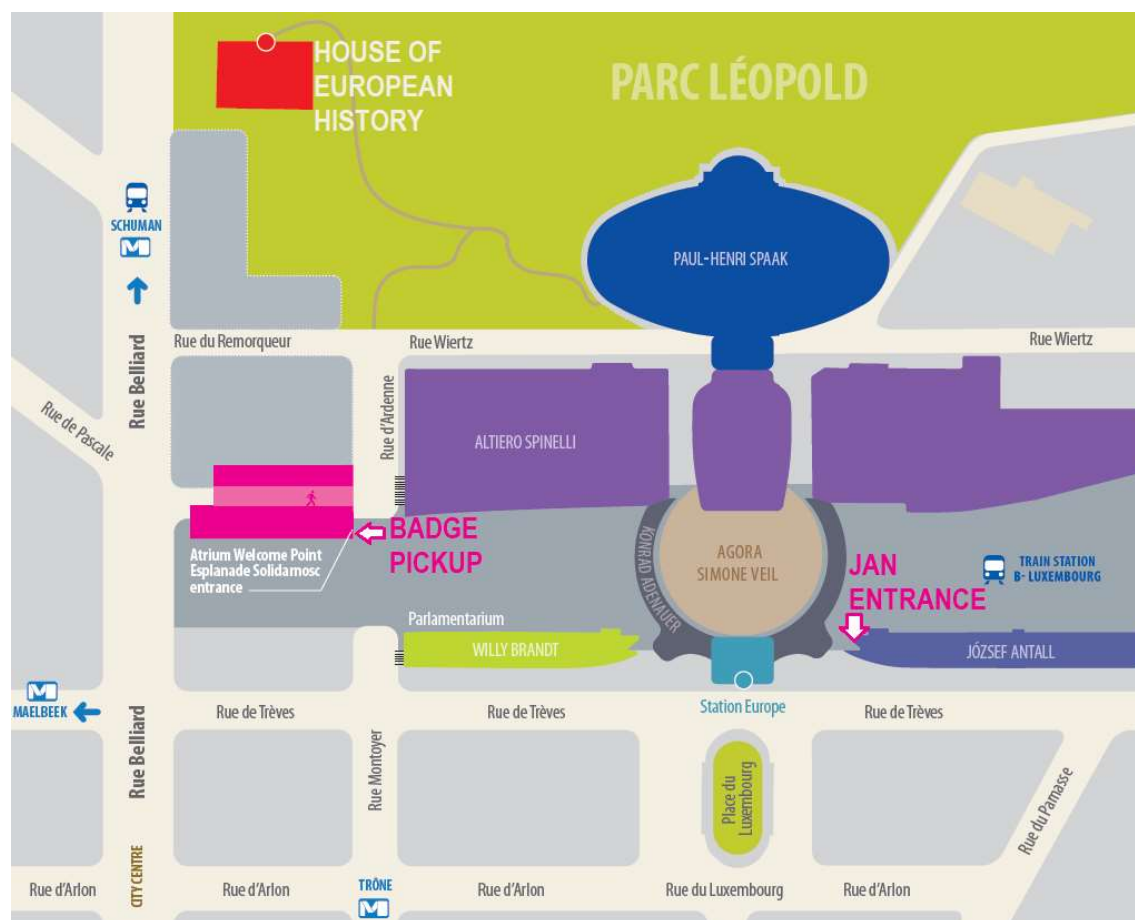 HOUSE OF
EUROPEAN
HISTORY
PARC LÉOPOLD
SCHUMAN
M
PAUL-HENRI SPAAK
Rue du Remorqueur
Rue Wiertz
Rue Wiertz
Rue Belliard
Rue de Pascale
Rue d'Ardenne
ALTIERO SPINELLI
BADGE
PICKUP
Atrium Welcome Point
Esplanade Solidarnosc
entrance
KONRAD ADENAUER
AGORA
SIMONE VEIL
JAN
ENTRANCE
TRAIN STATION
B- LUXEMBOURG
Parlamentarium
WILLY BRANDT
JÓZSEF ANTALL
M
MAELBEEK
Rue de Trèves
Rue de Trèves
Station Europe
Rue de Trèves
Rue Belliard
Rue Montoyer
Place du
Luxembourg
Rue du Parnasse
CITY CENTRE
Rue d'Arlon
Rue d'Arlon
TRÔNE
M
Rue d'Arlon
Rue du Luxembourg
Rue d'Arlon